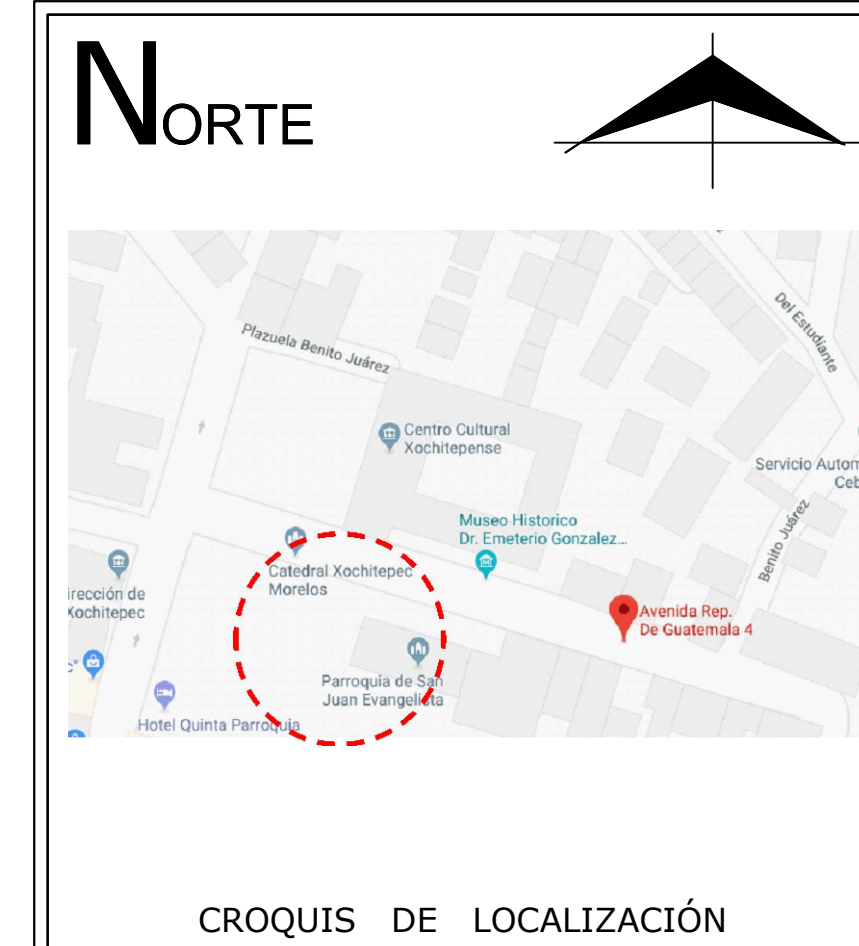 NORTE
Plazuela Benito Juárez
Del Estudiante
Centro Cultural
Xochitepense
Servicio Autom
Ceb
Museo Historico
Dr. Emeterio Gonzalez...
Benito Juárez
Catedral Xochitepec
Morelos
irección de
Xochitepec
Avenida Rep.
De Guatemala 4
Parroquia de San
Juan Evangelista
Hotel Quinta Parroquia
CROQUIS DE LOCALIZACIÓN